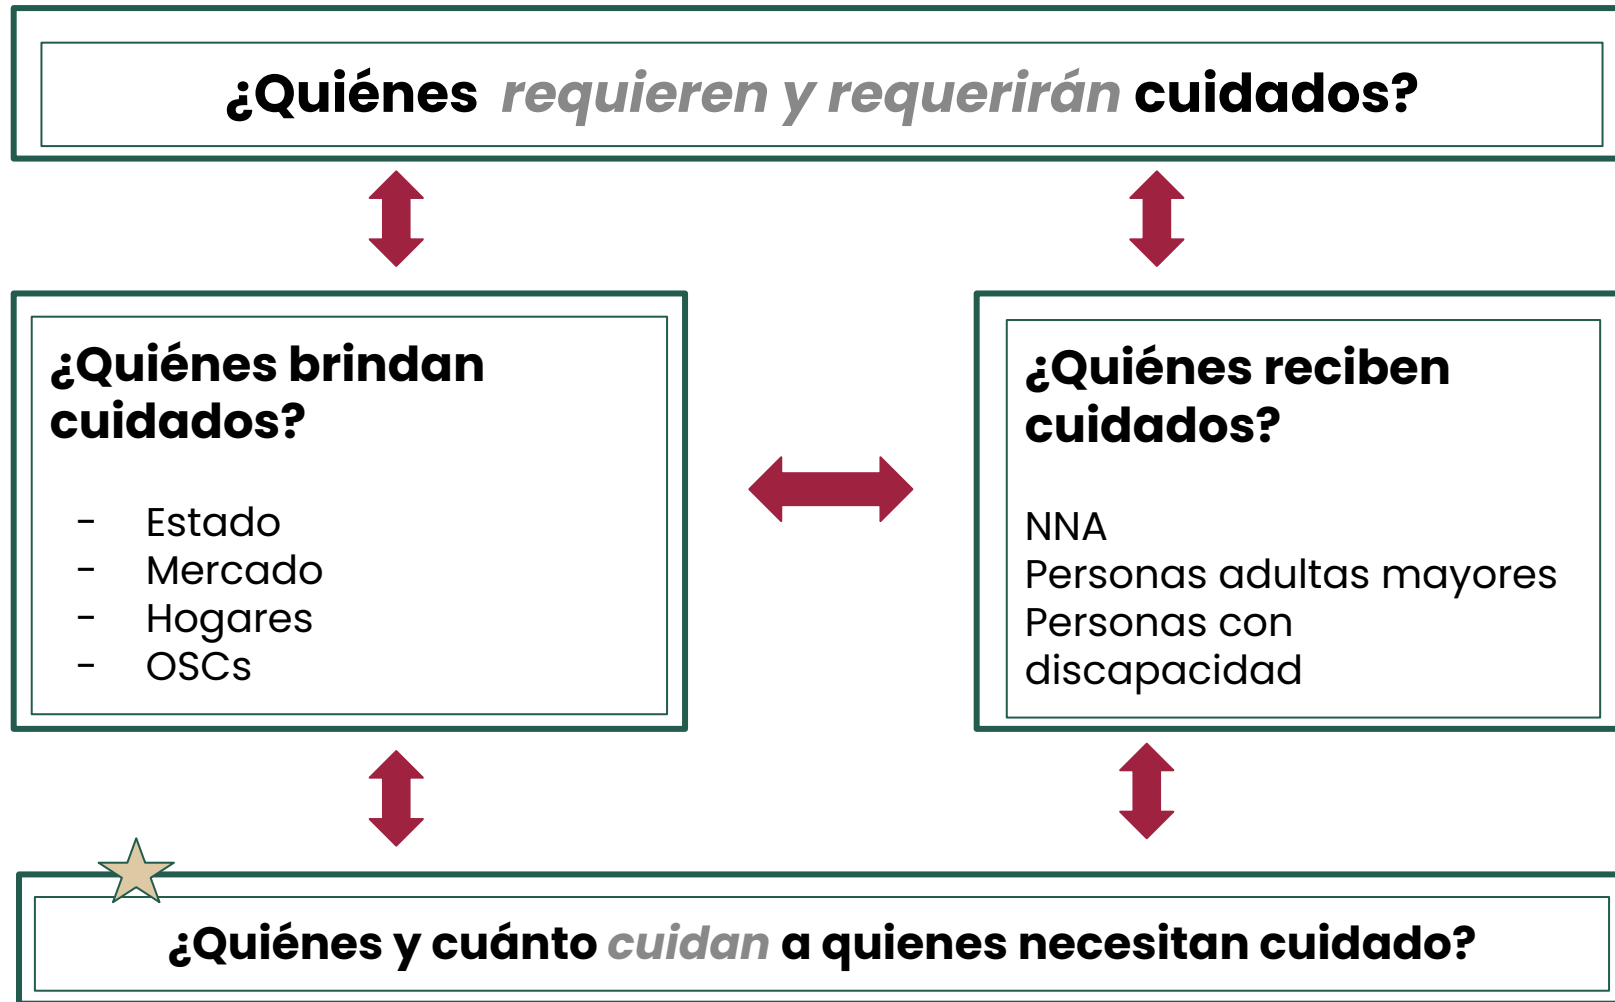 ¿Quiénes requieren y requerirán cuidados?
¿Quiénes brindan
cuidados?
- Estado
- Mercado
- Hogares
- OSCs
¿Quiénes reciben
cuidados?
NNA
Personas adultas mayores
Personas con
discapacidad
¿Quiénes y cuánto cuidan a quienes necesitan cuidado?